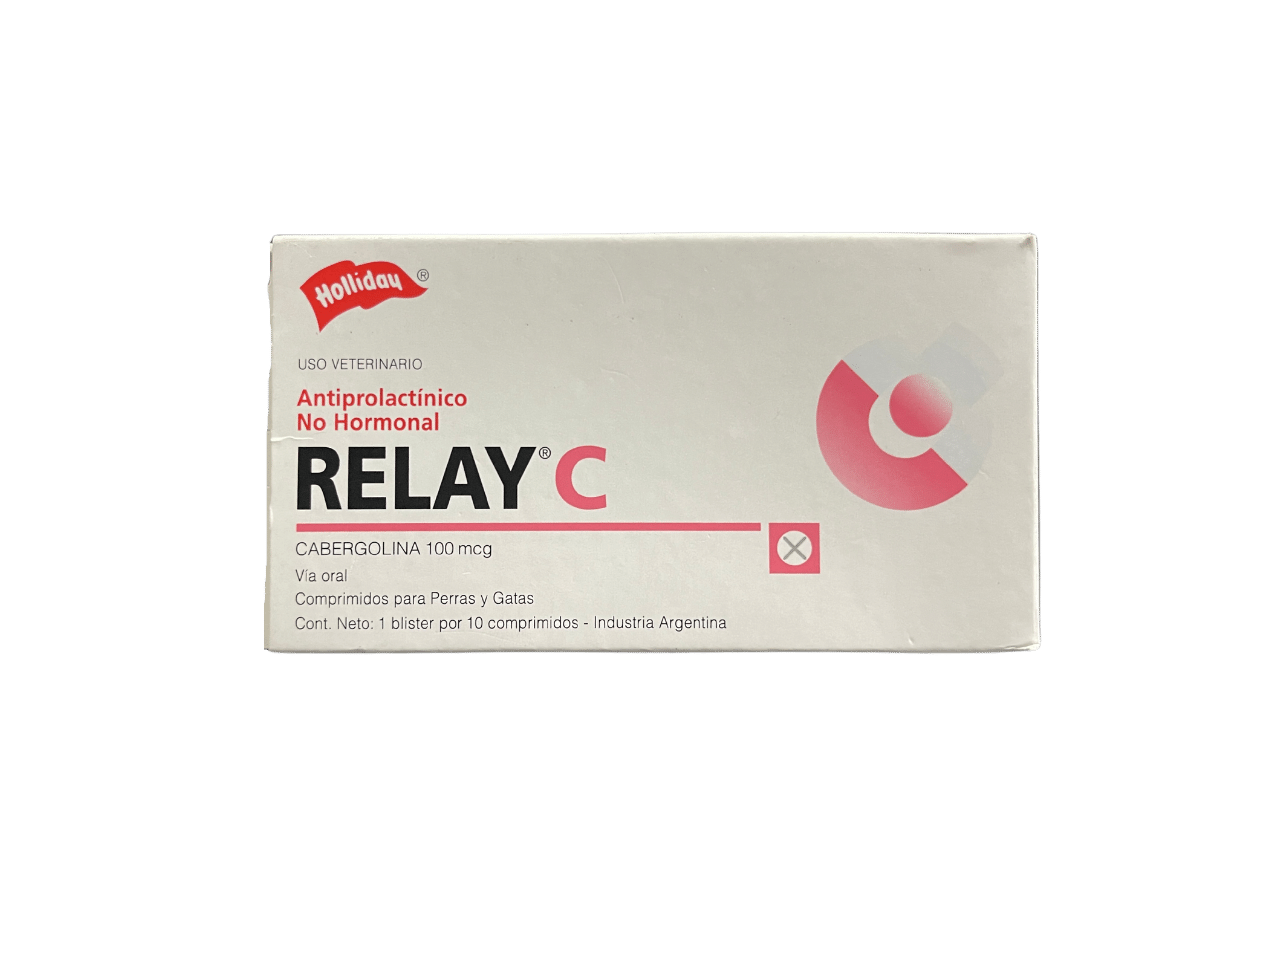 Holliday®
USO VETERINARIO
Antiprolactínico
No Hormonal
RELAY® C
CABERGOLINA 100 mcg
Vía oral
Comprimidos para Perras y Gatas
Cont. Neto: 1 blister por 10 comprimidos - Industria Argentina